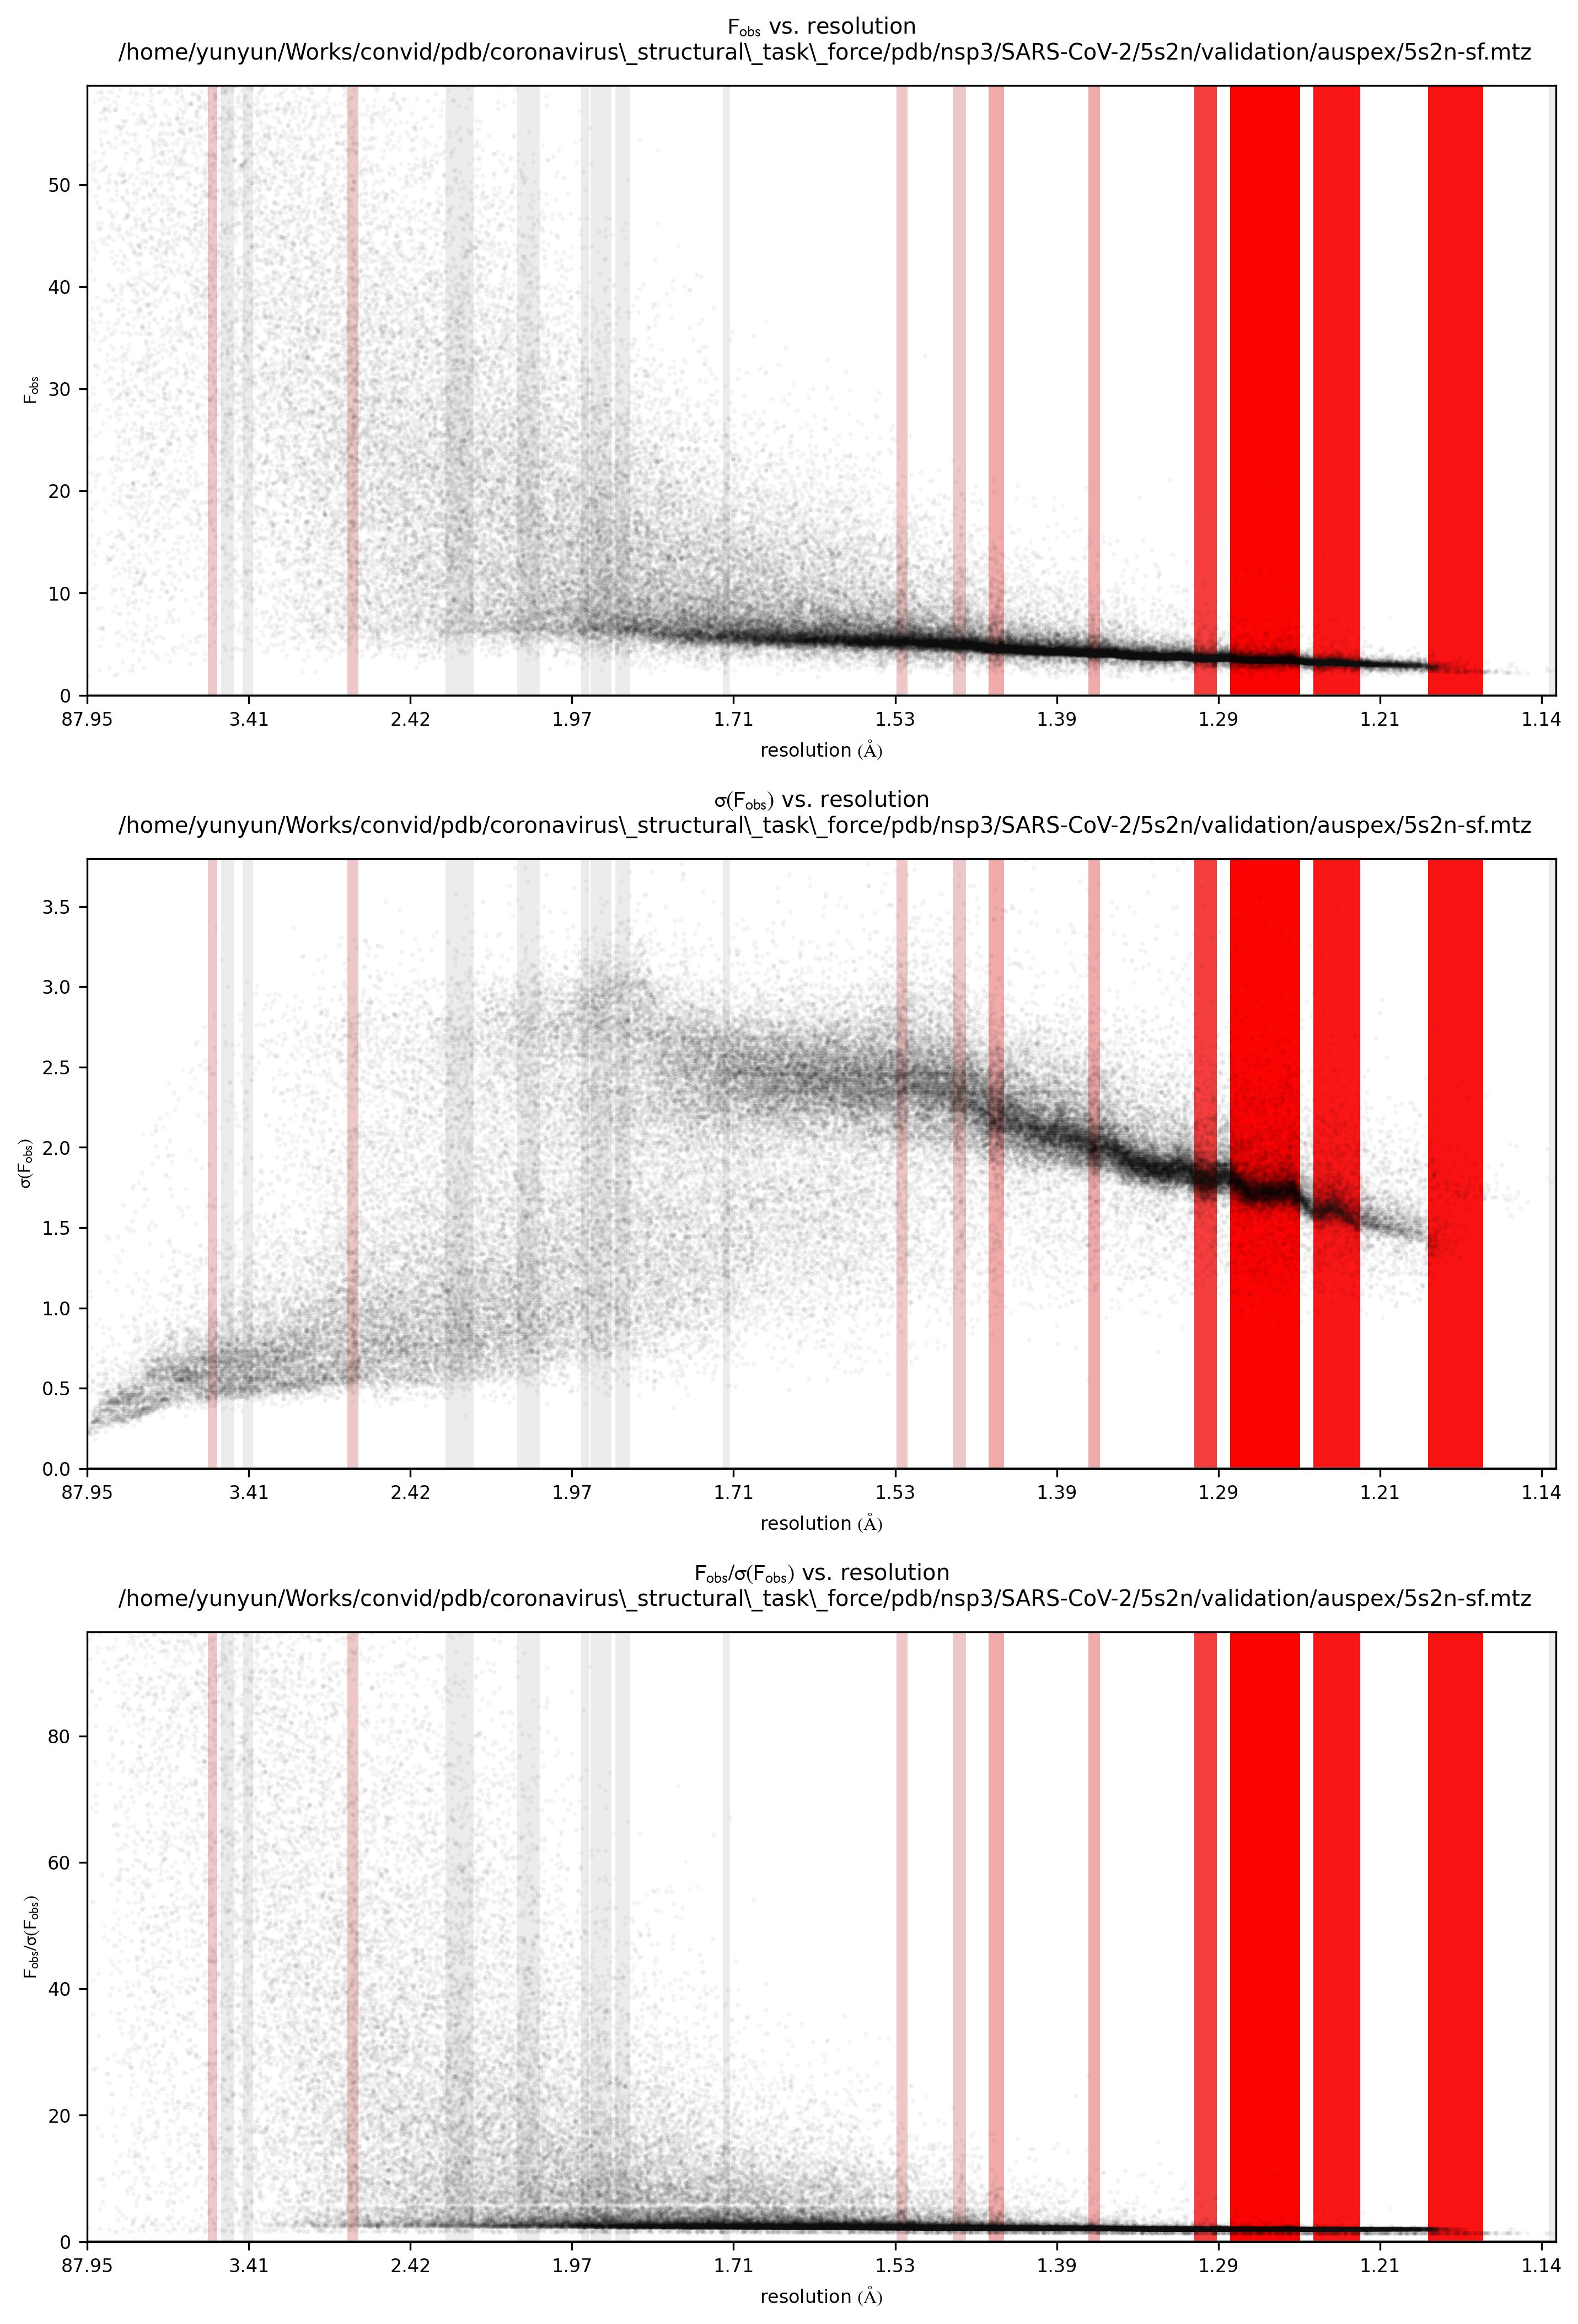 Fobs vs. resolution
/home/yunyun/Works/convid/pdb/coronavirus\_structural\_task\_force/pdb/nsp3/SARS-CoV-2/5s2n/validation/auspex/5s2n-sf.mtz
50
40
30
20
10
0
Fobs
87.95 3.41 2.42 1.97 1.71 1.53 1.39 1.29 1.21 1.14
resolution (Å)
σ(Fobs) vs. resolution
/home/yunyun/Works/convid/pdb/coronavirus\_structural\_task\_force/pdb/nsp3/SARS-CoV-2/5s2n/validation/auspex/5s2n-sf.mtz
3.5
3.0
2.5
2.0
1.5
1.0
0.5
0.0
σ(Fobs)
87.95 3.41 2.42 1.97 1.71 1.53 1.39 1.29 1.21 1.14
resolution (Å)
Fobs/σ(Fobs) vs. resolution
/home/yunyun/Works/convid/pdb/coronavirus\_structural\_task\_force/pdb/nsp3/SARS-CoV-2/5s2n/validation/auspex/5s2n-sf.mtz
80
60
40
20
0
Fobs/σ(Fobs)
87.95 3.41 2.42 1.97 1.71 1.53 1.39 1.29 1.21 1.14
resolution (Å)